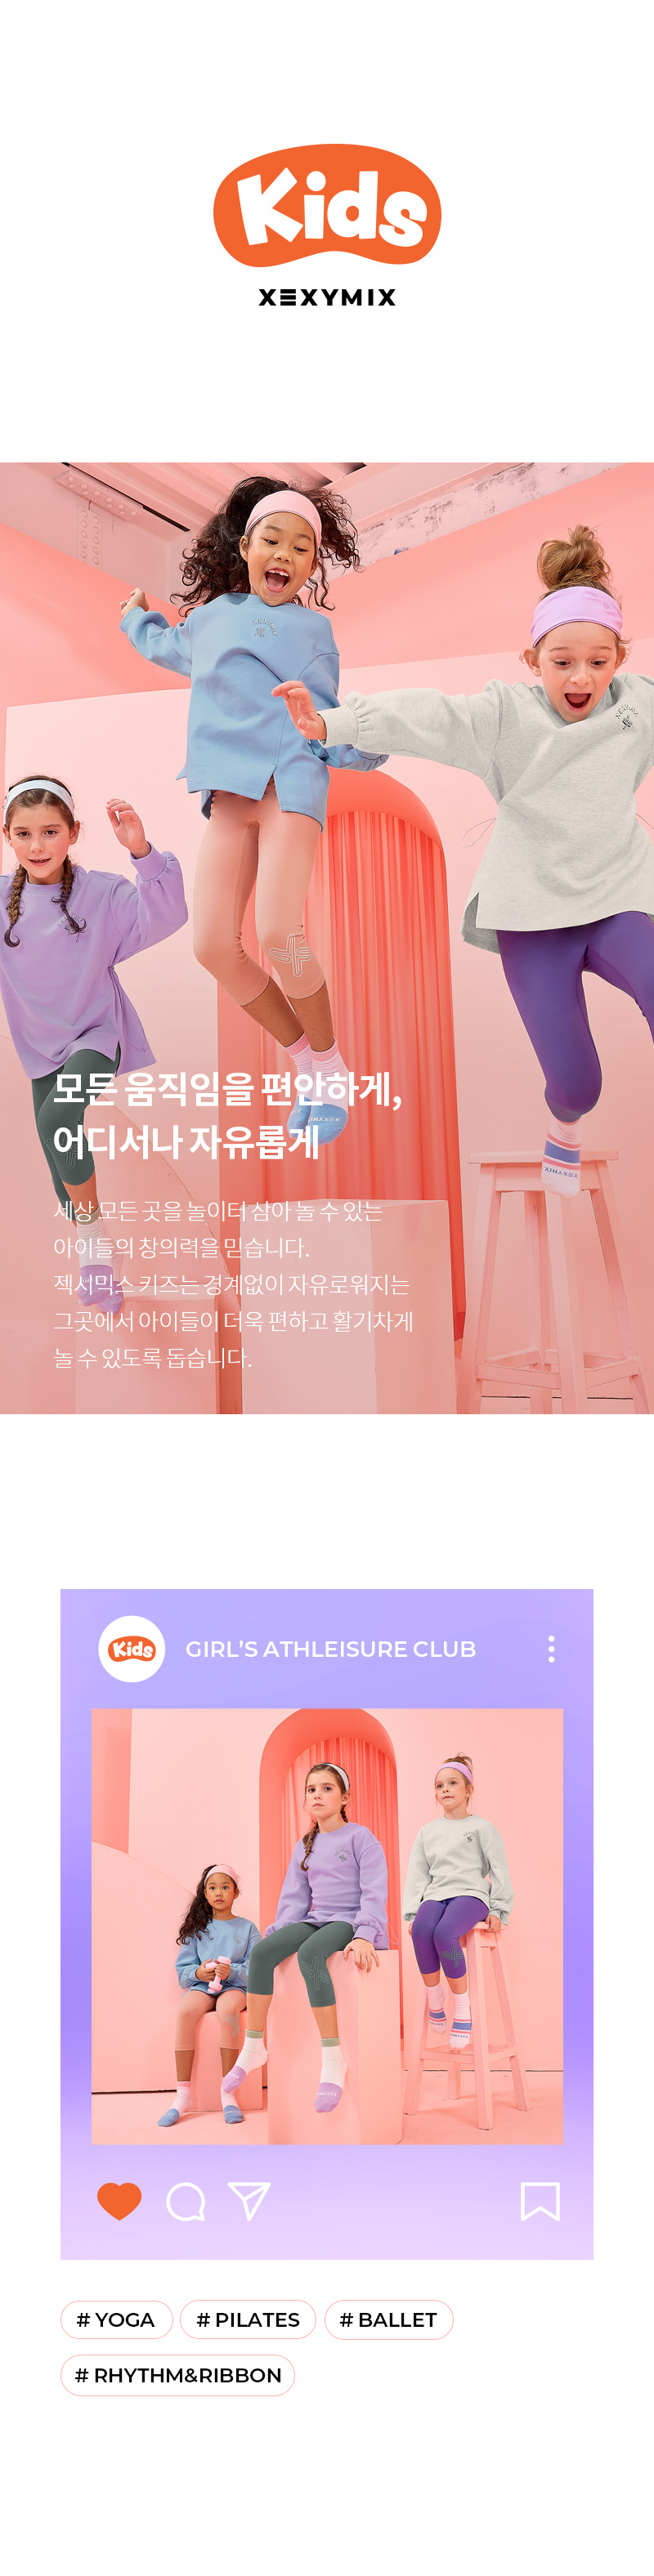 Kids
XEXYMIX
모든 움직임을 편안하게,
어디서나 자유롭게
세상 모든 곳을 놀이터 삼아 놀 수 있는
아이들의 창의력을 믿습니다.
젝시믹스 키즈는 경계없이 자유로워지는
그곳에서 아이들이 더욱 편하고 활기차게
놀 수 있도록 돕습니다.
Kids
GIRL’S ATHLEISURE CLUB
# YOGA
# PILATES
# BALLET
# RHYTHM&RIBBON